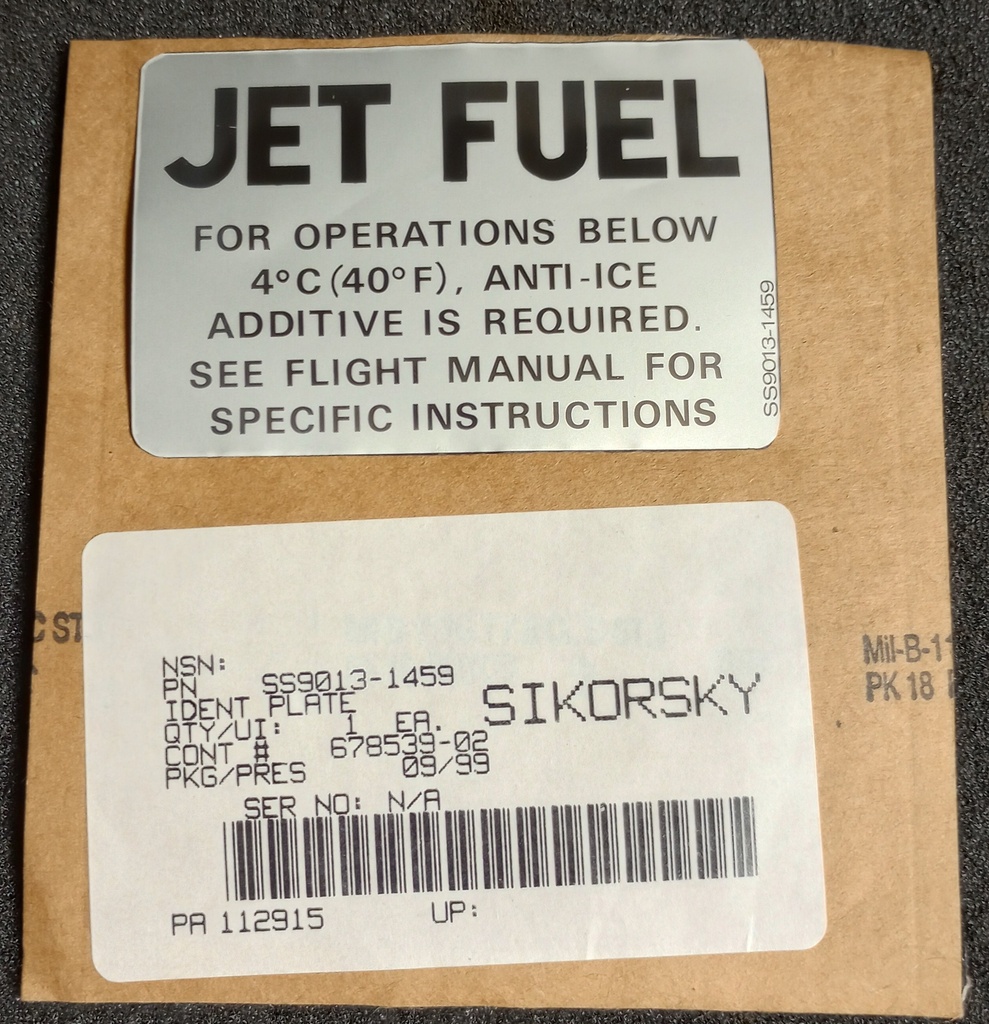 JET FUEL
FOR OPERATIONS BELOW
4°C (40°F), ANTI-ICE
ADDITIVE IS REQUIRED.
SEE FLIGHT MANUAL FOR
SPECIFIC INSTRUCTIONS
SS9013-1459
C ST
Mil-B-11
PK 18
NSN:
PN SS9013-1459
IDENT PLATE
SIKORSKY
QTY/UI: 1 EA.
CONT # 678539-02
PKG/PRES 09/99
SER NO: N/A
PA 112915 UP: